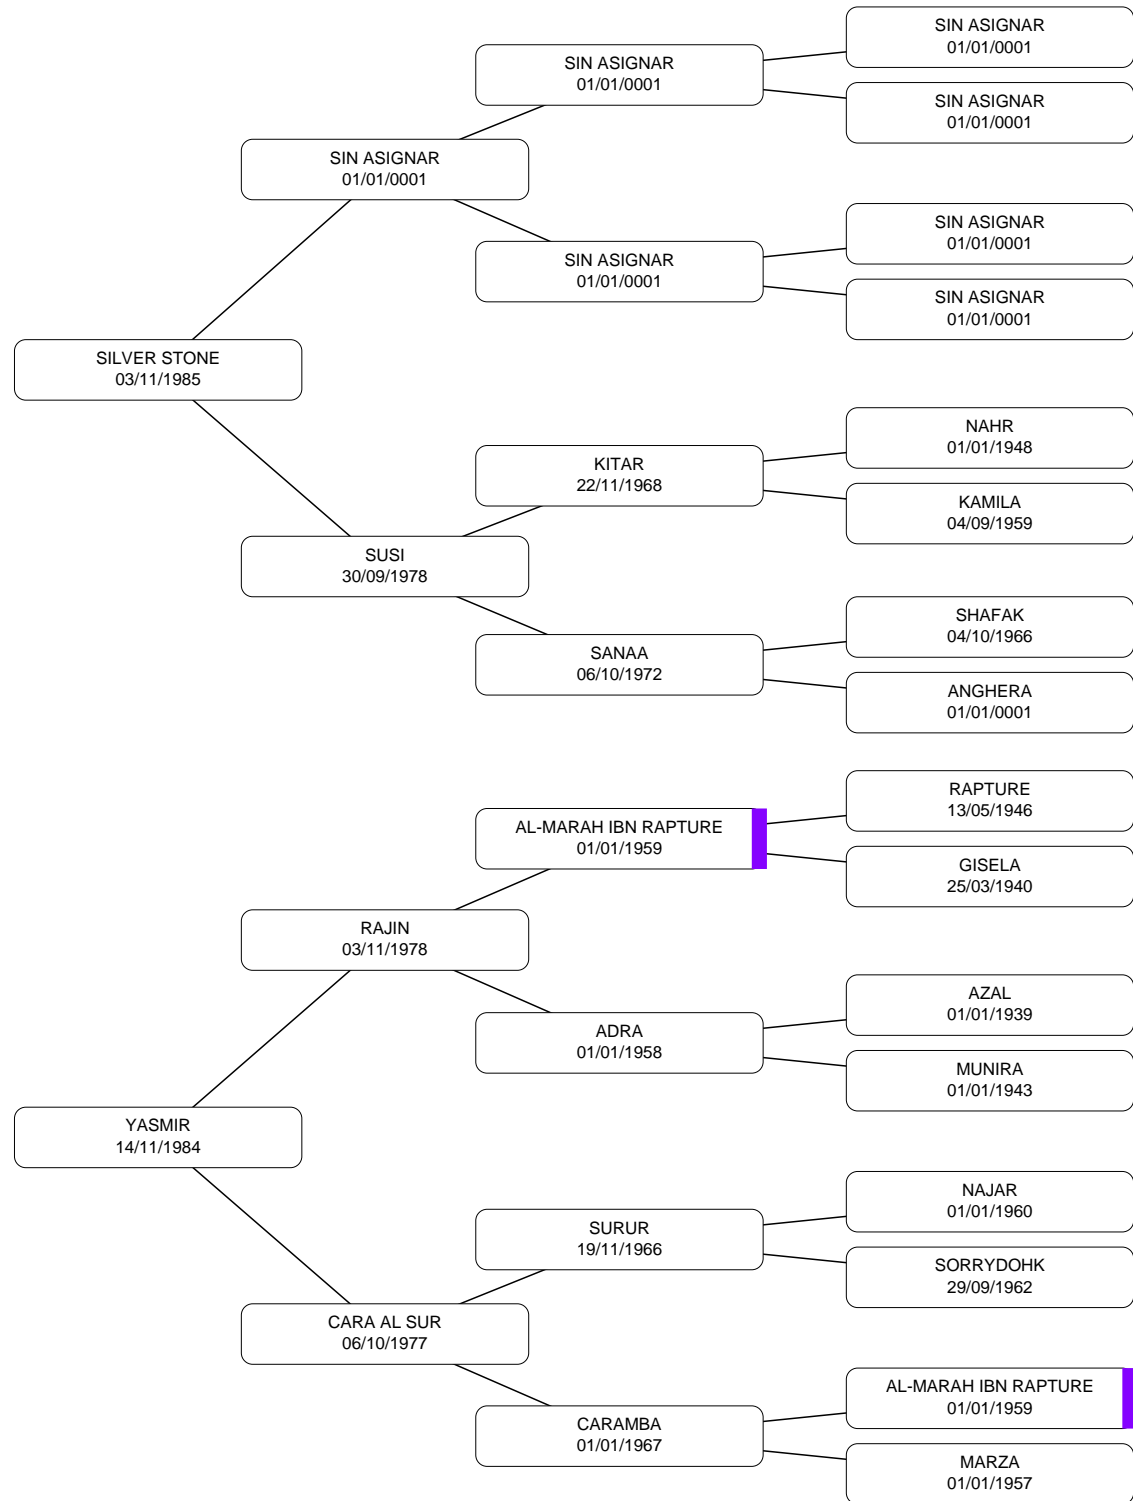 SIN ASIGNAR
01/01/0001
SIN ASIGNAR
01/01/0001
SIN ASIGNAR
01/01/0001
SIN ASIGNAR
01/01/0001
SIN ASIGNAR
01/01/0001
SIN ASIGNAR
01/01/0001
SIN ASIGNAR
01/01/0001
SILVER STONE
03/11/1985
NAHR
01/01/1948
KITAR
22/11/1968
KAMILA
04/09/1959
SUSI
30/09/1978
SHAFAK
04/10/1966
SANAA
06/10/1972
ANGHERA
01/01/0001
RAPTURE
13/05/1946
AL-MARAH IBN RAPTURE
01/01/1959
GISELA
25/03/1940
RAJIN
03/11/1978
AZAL
01/01/1939
ADRA
01/01/1958
MUNIRA
01/01/1943
YASMIR
14/11/1984
NAJAR
01/01/1960
SURUR
19/11/1966
SORRYDOHK
29/09/1962
CARA AL SUR
06/10/1977
AL-MARAH IBN RAPTURE
01/01/1959
CARAMBA
01/01/1967
MARZA
01/01/1957